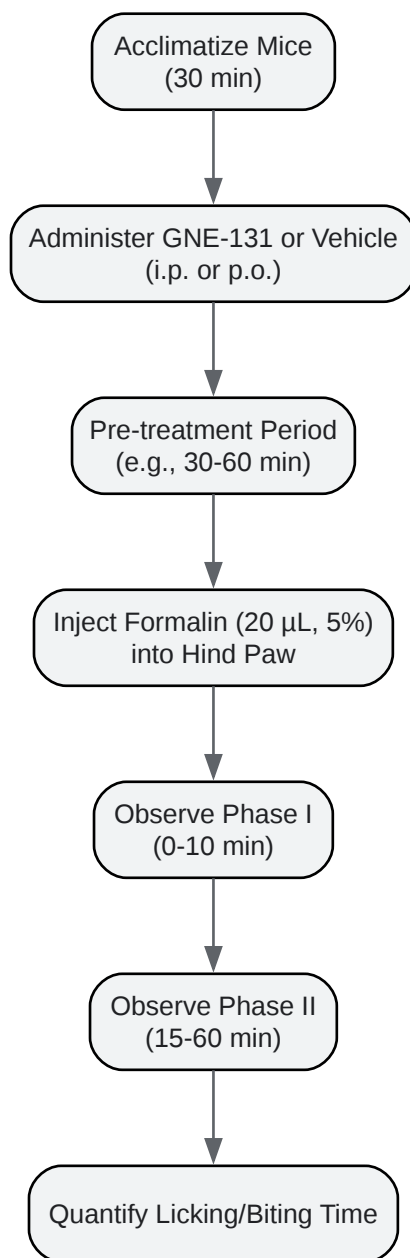 Acclimatize Mice
(30 min)
Administer GNE-131 or Vehicle
(i.p. or p.o.)
Pre-treatment Period
(e.g., 30-60 min)
Inject Formalin (20 µL, 5%)
into Hind Paw
Observe Phase I
(0-10 min)
Observe Phase II
(15-60 min)
Quantify Licking/Biting Time